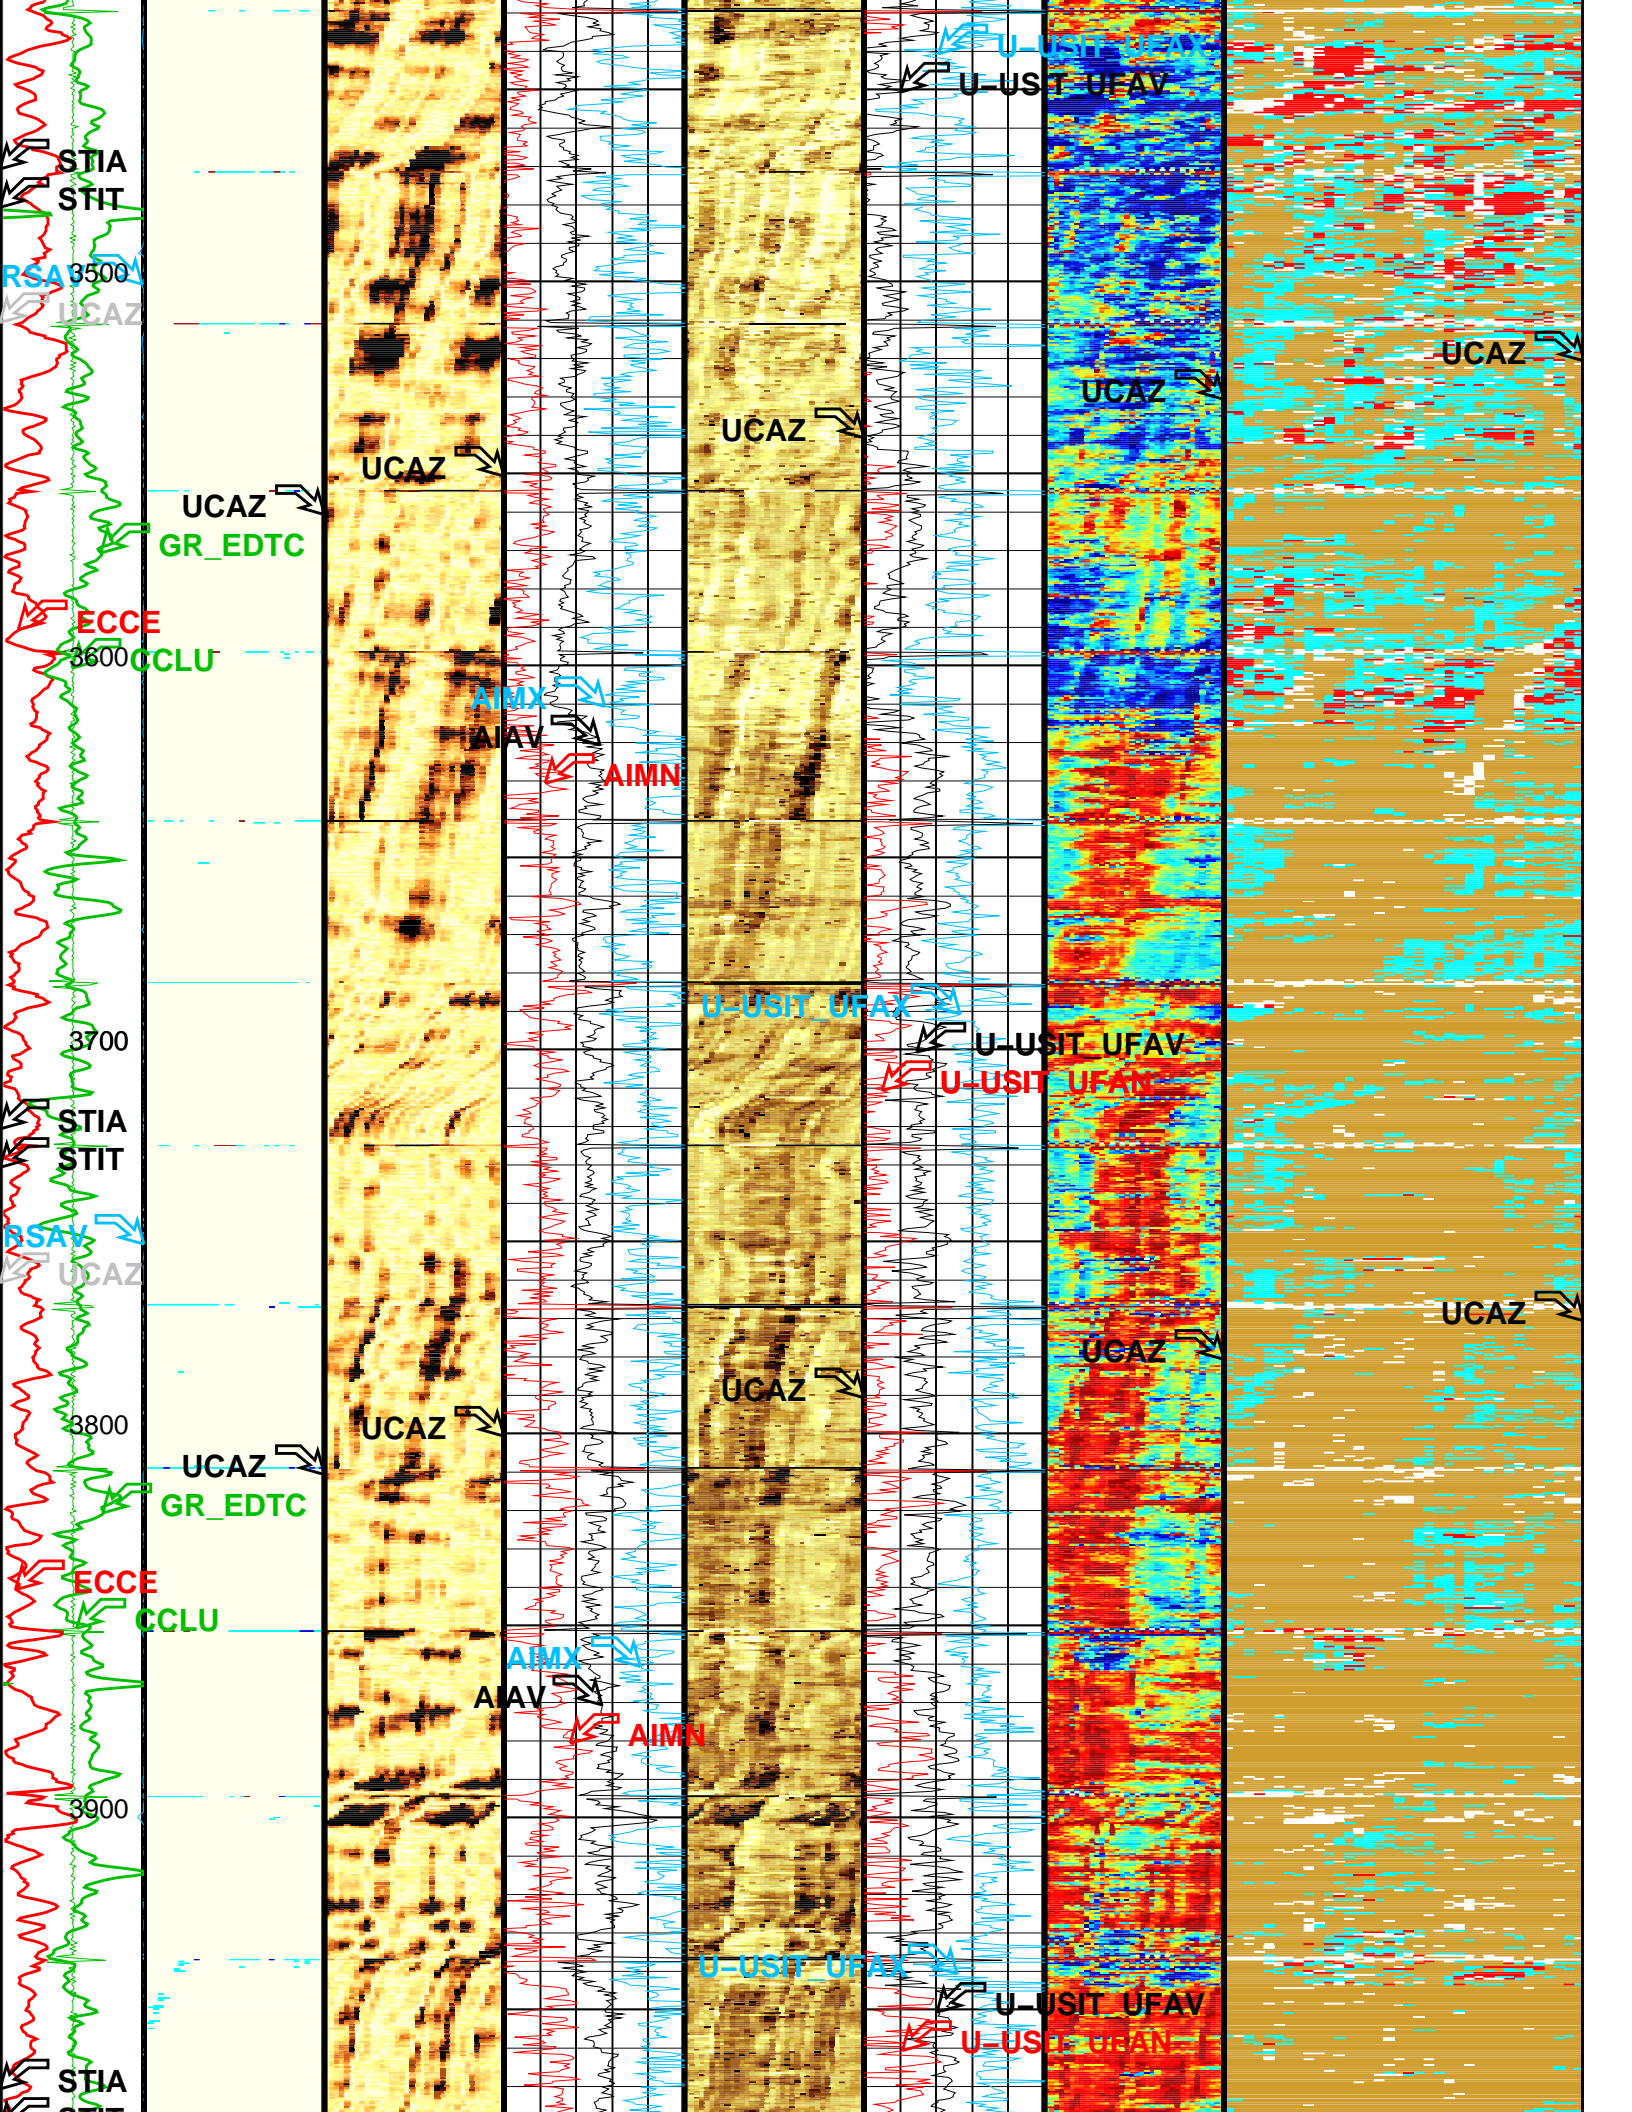 U-USIT_UFAX
U-USIT_UFAV
STIA
STIT
RSAV
3500
UCAZ
UCAZ
UCAZ
UCAZ
UCAZ
UCAZ
GR_EDTC
ECCE
3600
CCLU
AIMX
AIAV
AIMN
U-USIT_UFAX
3700
U-USIT_UFAV
U-USIT_UFAN
STIA
STIT
RSAV
UCAZ
UCAZ
UCAZ
UCAZ
3800
UCAZ
UCAZ
GR_EDTC
ECCE
CCLU
AIMX
AIAV
AIMN
3900
U-USIT_UFAX
U-USIT_UFAV
U-USIT_UFAN
STIA
STIT